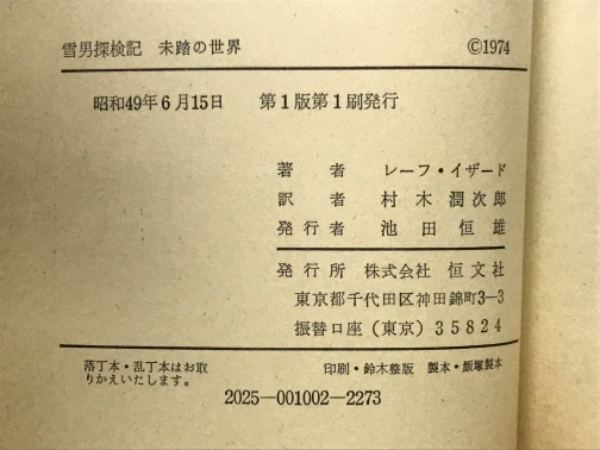 雪男探検記　未踏の世界　©1974
昭和49年6月15日　第1版第1刷発行
著者　レーフ・イザード
訳者　村木潤次郎
発行者　池田恒雄
発行所　株式会社　恒文社
東京都千代田区神田錦町3—3
振替口座（東京）35824
落丁本・乱丁本はお取
りかえいたします。
印刷・鈴木整版　製本・飯塚製本
2025—001002—2273